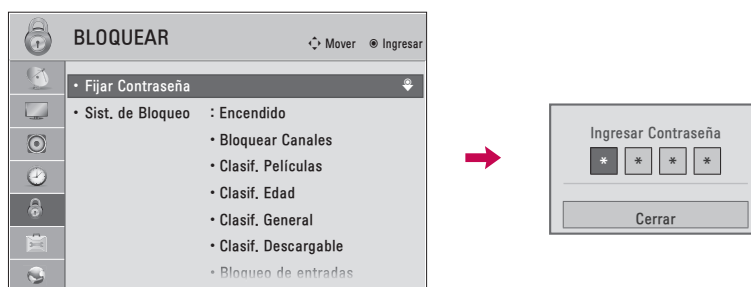 BLOQUEAR
Mover
Ingresar
• Fijar Contraseña
• Sist. de Bloqueo : Encendido
• Bloquear Canales
• Clasif. Películas
• Clasif. Edad
• Clasif. General
• Clasif. Descargable
• Bloqueo de entradas
Ingresar Contraseña
* * * *
Cerrar